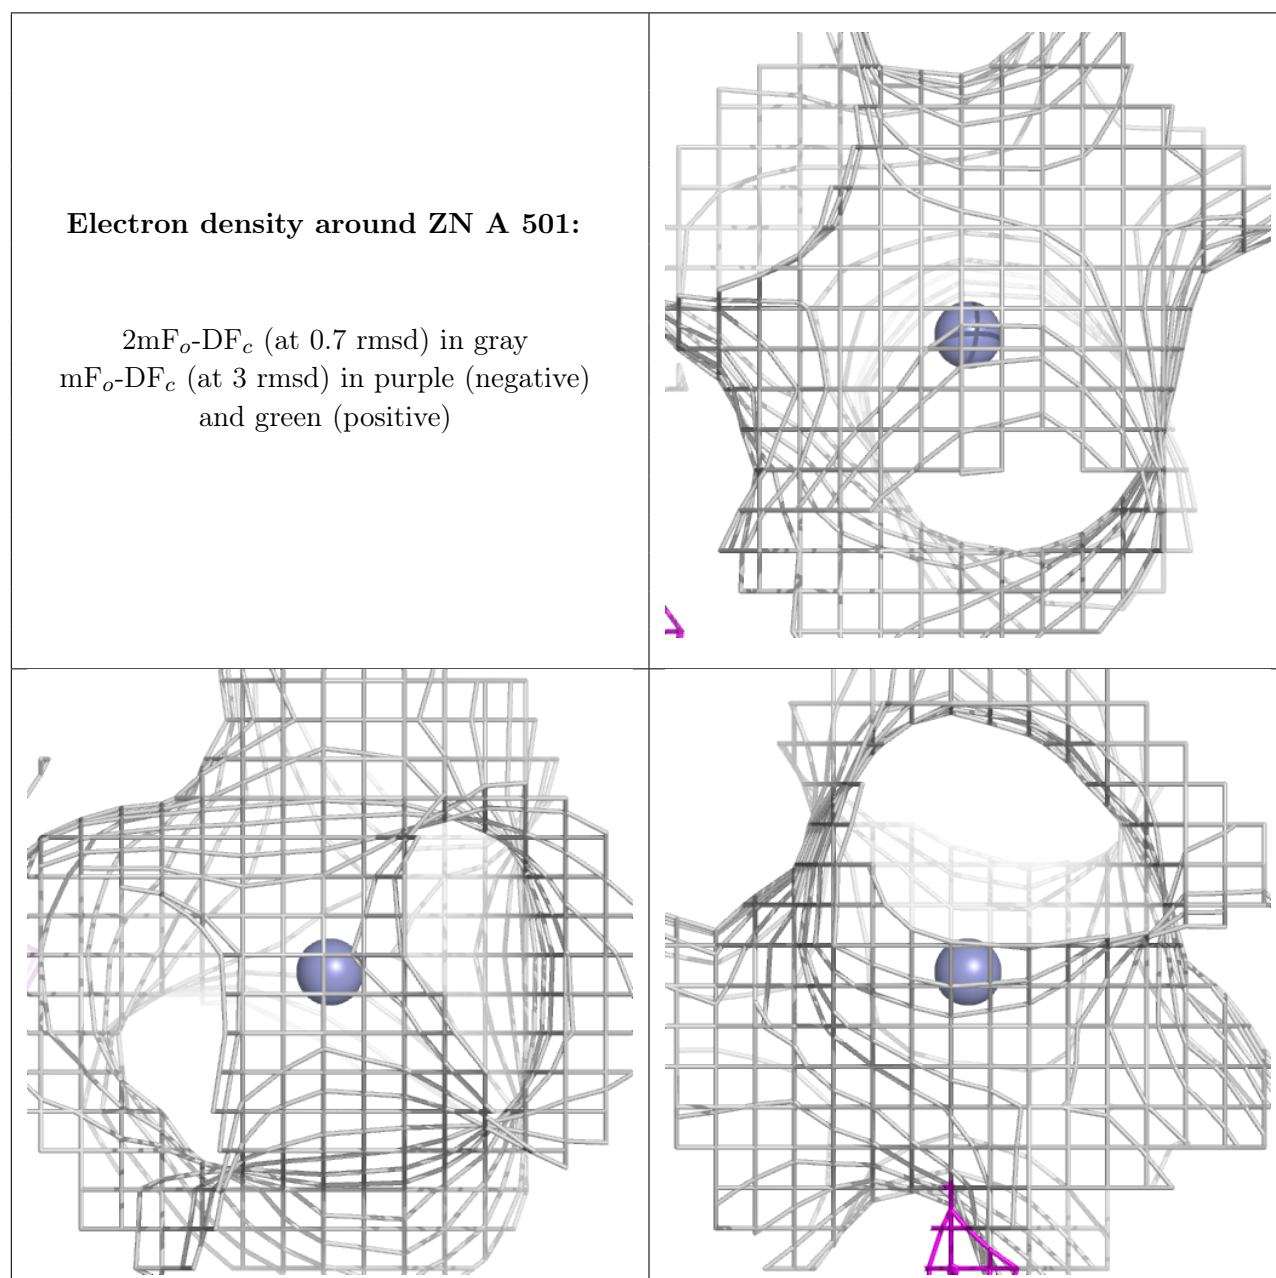 Electron density around ZN A 501:
2mFo-DFc (at 0.7 rmsd) in gray
mFo-DFc (at 3 rmsd) in purple (negative)
and green (positive)